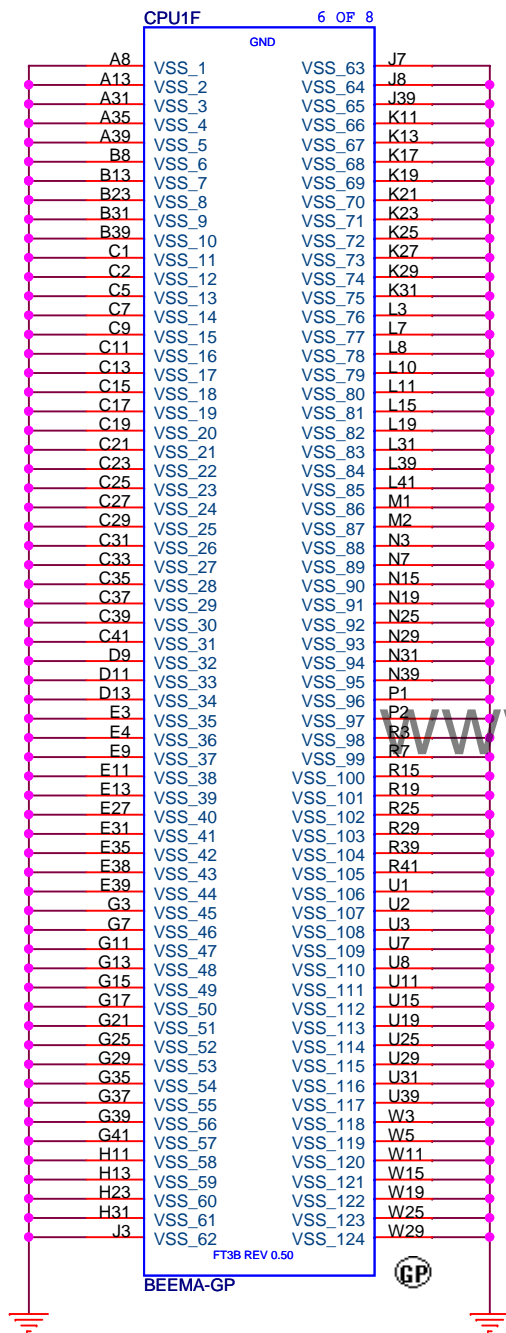 CPU1F 6 OF 8
GND
A8 VSS_1 VSS_63 J7
A13 VSS_2 VSS_64 J8
A31 VSS_3 VSS_65 J39
A35 VSS_4 VSS_66 K11
A39 VSS_5 VSS_67 K13
B8 VSS_6 VSS_68 K17
B13 VSS_7 VSS_69 K19
B23 VSS_8 VSS_70 K21
B31 VSS_9 VSS_71 K23
B39 VSS_10 VSS_72 K25
C1 VSS_11 VSS_73 K27
C2 VSS_12 VSS_74 K29
C5 VSS_13 VSS_75 K31
C7 VSS_14 VSS_76 L3
C9 VSS_15 VSS_77 L7
C11 VSS_16 VSS_78 L8
C13 VSS_17 VSS_79 L10
C15 VSS_18 VSS_80 L11
C17 VSS_19 VSS_81 L15
C19 VSS_20 VSS_82 L19
C21 VSS_21 VSS_83 L31
C23 VSS_22 VSS_84 L39
C25 VSS_23 VSS_85 L41
C27 VSS_24 VSS_86 M1
C29 VSS_25 VSS_87 M2
C31 VSS_26 VSS_88 N3
C33 VSS_27 VSS_89 N7
C35 VSS_28 VSS_90 N15
C37 VSS_29 VSS_91 N19
C39 VSS_30 VSS_92 N25
C41 VSS_31 VSS_93 N29
D9 VSS_32 VSS_94 N31
D11 VSS_33 VSS_95 N39
D13 VSS_34 VSS_96 P1
E3 VSS_35 VSS_97 P2
E4 VSS_36 VSS_98 R3
E9 VSS_37 VSS_99 R7
E11 VSS_38 VSS_100 R15
E13 VSS_39 VSS_101 R19
E27 VSS_40 VSS_102 R25
E31 VSS_41 VSS_103 R29
E35 VSS_42 VSS_104 R39
E38 VSS_43 VSS_105 R41
E39 VSS_44 VSS_106 U1
G3 VSS_45 VSS_107 U2
G7 VSS_46 VSS_108 U3
G11 VSS_47 VSS_109 U7
G13 VSS_48 VSS_110 U8
G15 VSS_49 VSS_111 U11
G17 VSS_50 VSS_112 U15
G21 VSS_51 VSS_113 U19
G25 VSS_52 VSS_114 U25
G29 VSS_53 VSS_115 U29
G35 VSS_54 VSS_116 U31
G37 VSS_55 VSS_117 U39
G39 VSS_56 VSS_118 W3
G41 VSS_57 VSS_119 W5
H11 VSS_58 VSS_120 W11
H13 VSS_59 VSS_121 W15
H23 VSS_60 VSS_122 W19
H31 VSS_61 VSS_123 W25
J3 VSS_62 VSS_124 W29
FT3B REV 0.50
BEEMA-GP
GP